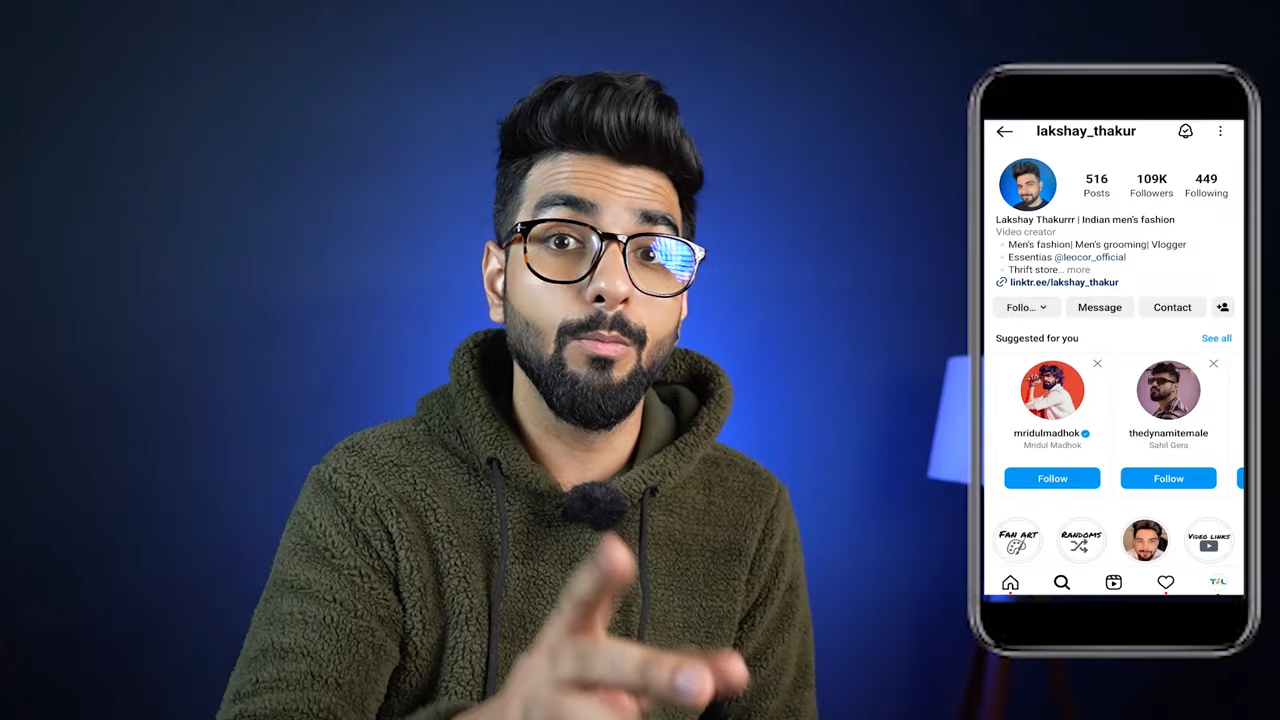 lakshay_thakur
516 109K 449
Posts Followers Following
Lakshay Thakurrr | Indian men's fashion
Video creator
Men's fashion| Men's grooming| Vlogger
Essentias @leocor_official
Thrift store... more
linktr.ee/lakshay_thakur
Follo... Message Contact
Suggested for you See all
mridulmadhok thedynamitemale
Mridul Madhok Sahil Gera
Follow Follow
FAN ART RANDOMS VIDEO LINKS